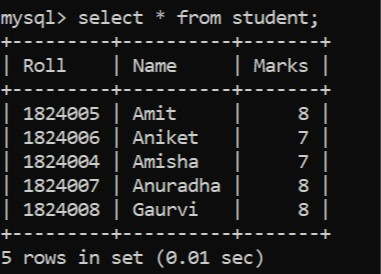 mysql> select * from student;
+---------+----------+-------+
| Roll    | Name     | Marks |
+---------+----------+-------+
| 1824005 | Amit     |     8 |
| 1824006 | Aniket   |     7 |
| 1824004 | Amisha   |     7 |
| 1824007 | Anuradha |     8 |
| 1824008 | Gaurvi   |     8 |
+---------+----------+-------+
5 rows in set (0.01 sec)